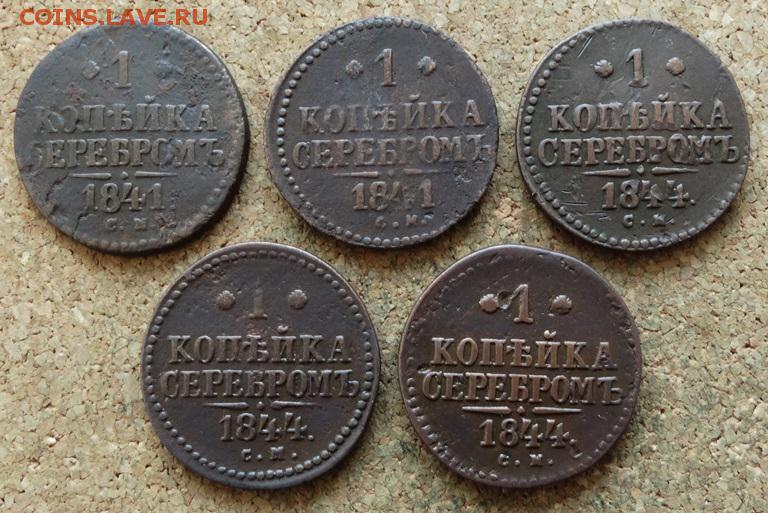 COINS.LAVE.RU
1
КОПѢЙКА
СЕРЕБРОМЪ
1841.
С.М.
1
КОПѢЙКА
СЕРЕБРОМЪ
1841
С.М.
1
КОПѢЙКА
СЕРЕБРОМЪ
1844.
С.М.
1
КОПѢЙКА
СЕРЕБРОМЪ
1844.
С.М.
1
КОПѢЙКА
СЕРЕБРОМЪ
1844.
С.М.